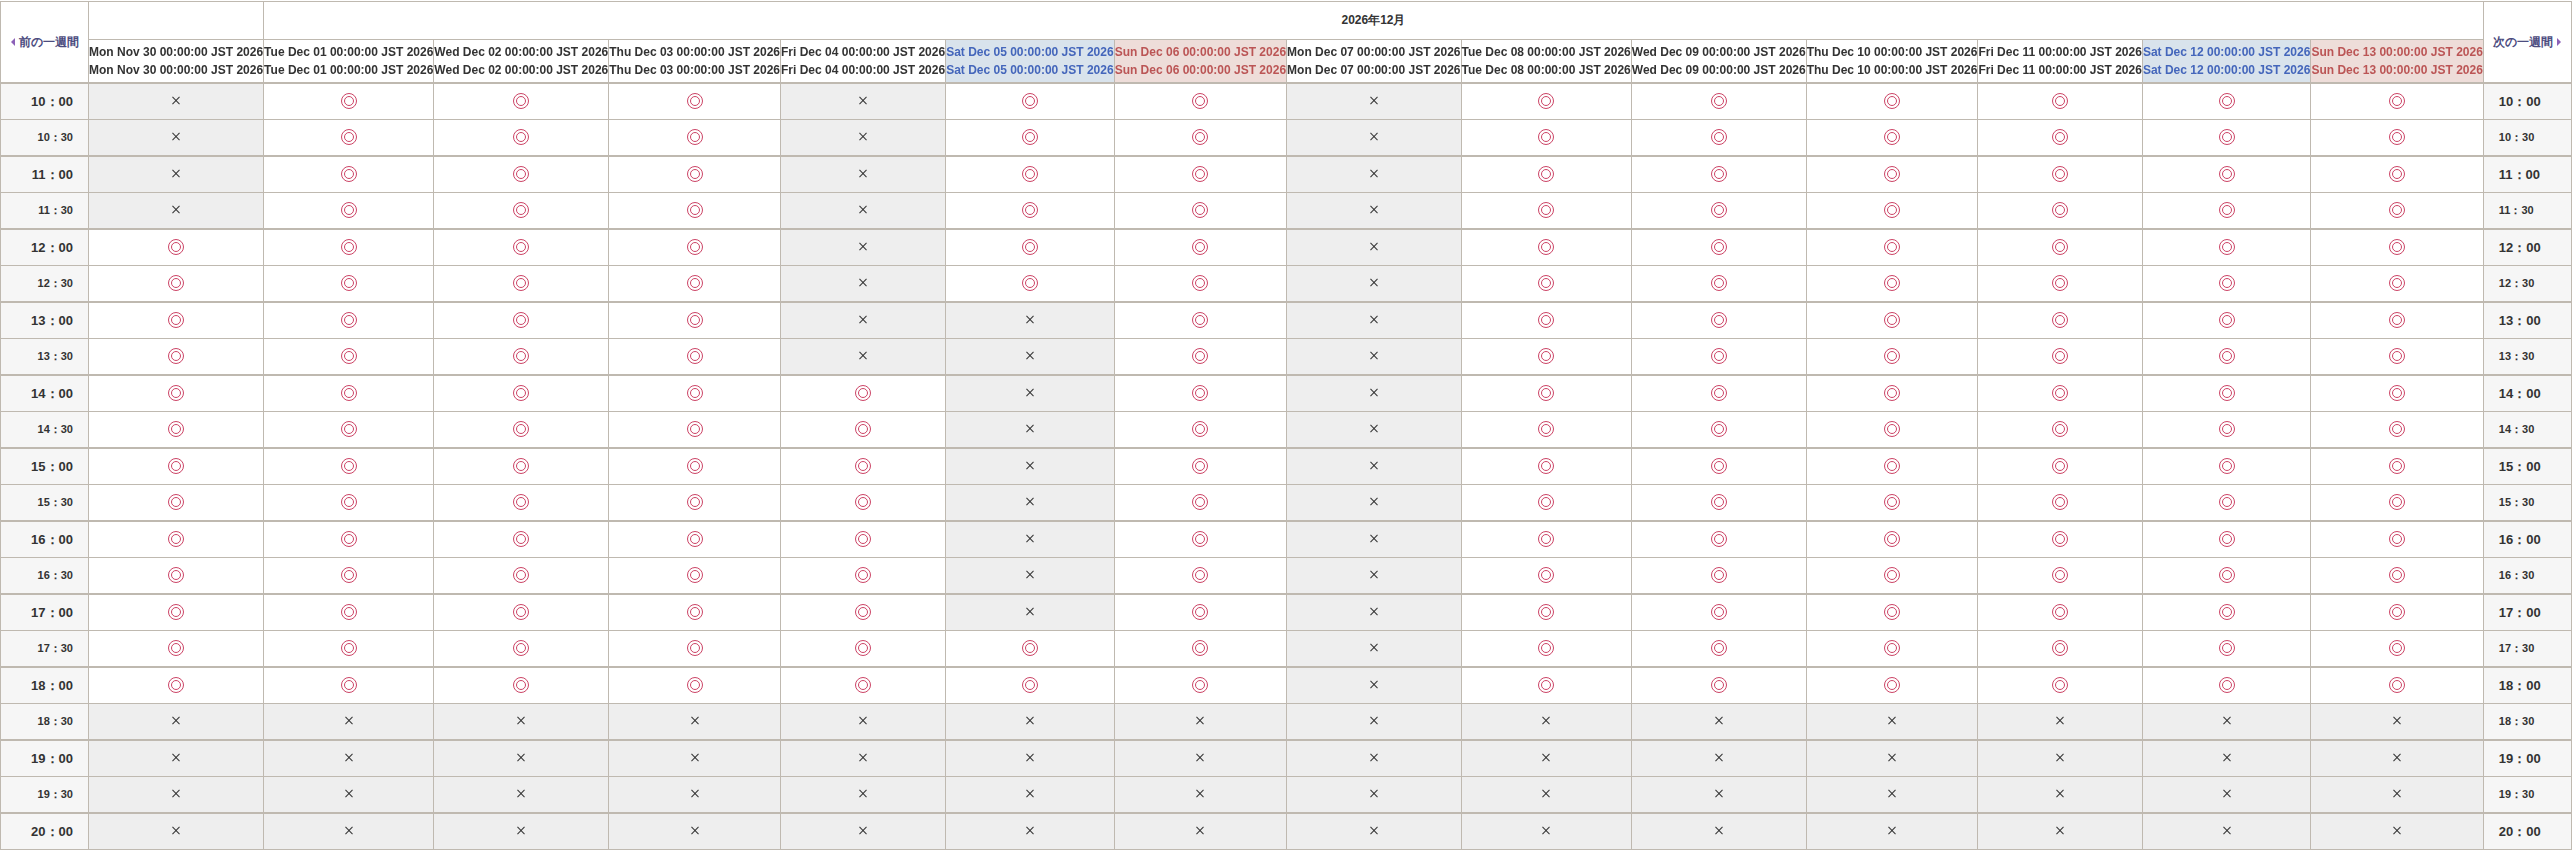 2026年12月
前の一週間
次の一週間
Mon Nov 30 00:00:00 JST 2026 Tue Dec 01 00:00:00 JST 2026 Wed Dec 02 00:00:00 JST 2026 Thu Dec 03 00:00:00 JST 2026 Fri Dec 04 00:00:00 JST 2026 Sat Dec 05 00:00:00 JST 2026 Sun Dec 06 00:00:00 JST 2026 Mon Dec 07 00:00:00 JST 2026 Tue Dec 08 00:00:00 JST 2026 Wed Dec 09 00:00:00 JST 2026 Thu Dec 10 00:00:00 JST 2026 Fri Dec 11 00:00:00 JST 2026 Sat Dec 12 00:00:00 JST 2026 Sun Dec 13 00:00:00 JST 2026
Mon Nov 30 00:00:00 JST 2026 Tue Dec 01 00:00:00 JST 2026 Wed Dec 02 00:00:00 JST 2026 Thu Dec 03 00:00:00 JST 2026 Fri Dec 04 00:00:00 JST 2026 Sat Dec 05 00:00:00 JST 2026 Sun Dec 06 00:00:00 JST 2026 Mon Dec 07 00:00:00 JST 2026 Tue Dec 08 00:00:00 JST 2026 Wed Dec 09 00:00:00 JST 2026 Thu Dec 10 00:00:00 JST 2026 Fri Dec 11 00:00:00 JST 2026 Sat Dec 12 00:00:00 JST 2026 Sun Dec 13 00:00:00 JST 2026
10：00 × ◎ ◎ ◎ × ◎ ◎ × ◎ ◎ ◎ ◎ ◎ ◎ 10：00
10：30 × ◎ ◎ ◎ × ◎ ◎ × ◎ ◎ ◎ ◎ ◎ ◎ 10：30
11：00 × ◎ ◎ ◎ × ◎ ◎ × ◎ ◎ ◎ ◎ ◎ ◎ 11：00
11：30 × ◎ ◎ ◎ × ◎ ◎ × ◎ ◎ ◎ ◎ ◎ ◎ 11：30
12：00 ◎ ◎ ◎ ◎ × ◎ ◎ × ◎ ◎ ◎ ◎ ◎ ◎ 12：00
12：30 ◎ ◎ ◎ ◎ × ◎ ◎ × ◎ ◎ ◎ ◎ ◎ ◎ 12：30
13：00 ◎ ◎ ◎ ◎ × × ◎ × ◎ ◎ ◎ ◎ ◎ ◎ 13：00
13：30 ◎ ◎ ◎ ◎ × × ◎ × ◎ ◎ ◎ ◎ ◎ ◎ 13：30
14：00 ◎ ◎ ◎ ◎ ◎ × ◎ × ◎ ◎ ◎ ◎ ◎ ◎ 14：00
14：30 ◎ ◎ ◎ ◎ ◎ × ◎ × ◎ ◎ ◎ ◎ ◎ ◎ 14：30
15：00 ◎ ◎ ◎ ◎ ◎ × ◎ × ◎ ◎ ◎ ◎ ◎ ◎ 15：00
15：30 ◎ ◎ ◎ ◎ ◎ × ◎ × ◎ ◎ ◎ ◎ ◎ ◎ 15：30
16：00 ◎ ◎ ◎ ◎ ◎ × ◎ × ◎ ◎ ◎ ◎ ◎ ◎ 16：00
16：30 ◎ ◎ ◎ ◎ ◎ × ◎ × ◎ ◎ ◎ ◎ ◎ ◎ 16：30
17：00 ◎ ◎ ◎ ◎ ◎ × ◎ × ◎ ◎ ◎ ◎ ◎ ◎ 17：00
17：30 ◎ ◎ ◎ ◎ ◎ ◎ ◎ × ◎ ◎ ◎ ◎ ◎ ◎ 17：30
18：00 ◎ ◎ ◎ ◎ ◎ ◎ ◎ × ◎ ◎ ◎ ◎ ◎ ◎ 18：00
18：30 × × × × × × × × × × × × × × 18：30
19：00 × × × × × × × × × × × × × × 19：00
19：30 × × × × × × × × × × × × × × 19：30
20：00 × × × × × × × × × × × × × × 20：00